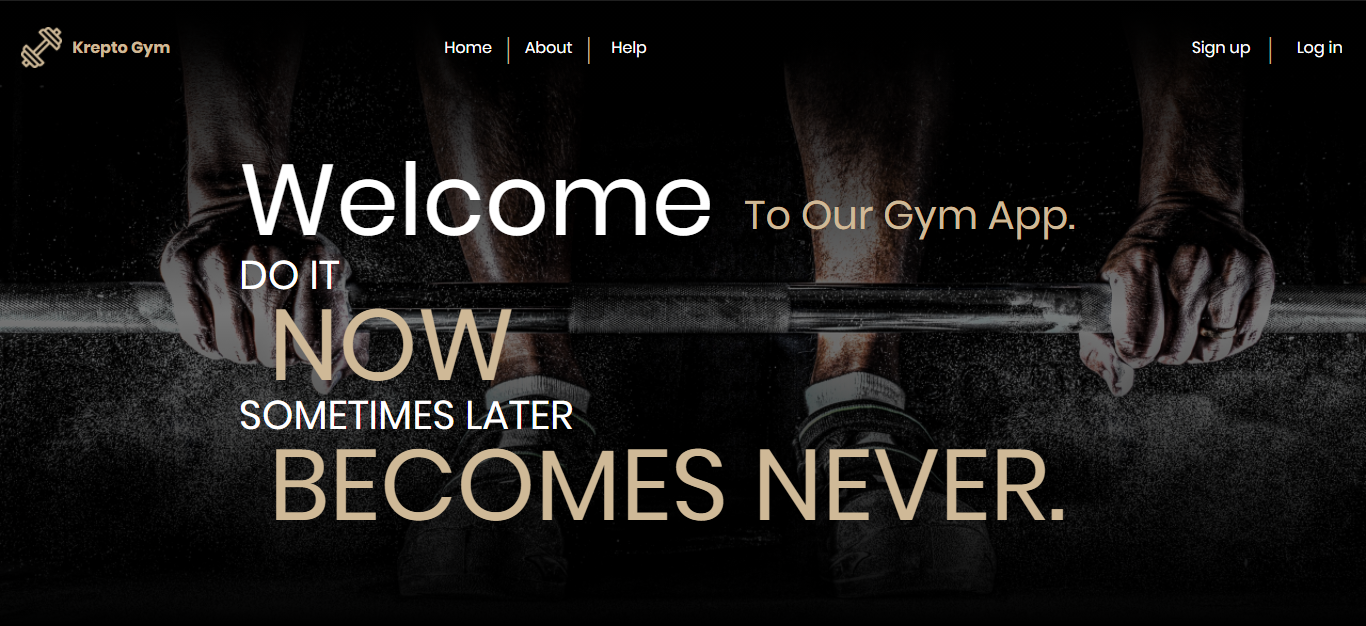 Krepto Gym
Home About Help
Sign up Log in
Welcome To Our Gym App.
DO IT
NOW
SOMETIMES LATER
BECOMES NEVER.